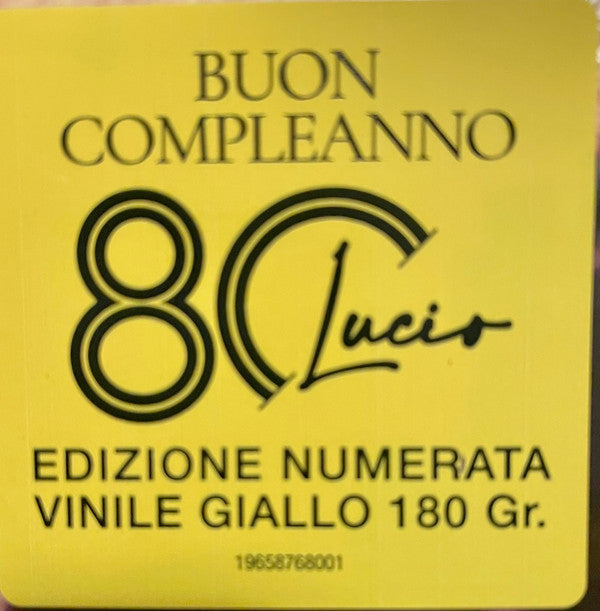 BUON
COMPLEANNO
80 Lucio
EDIZIONE NUMERATA
VINILE GIALLO 180 Gr.
19658768001